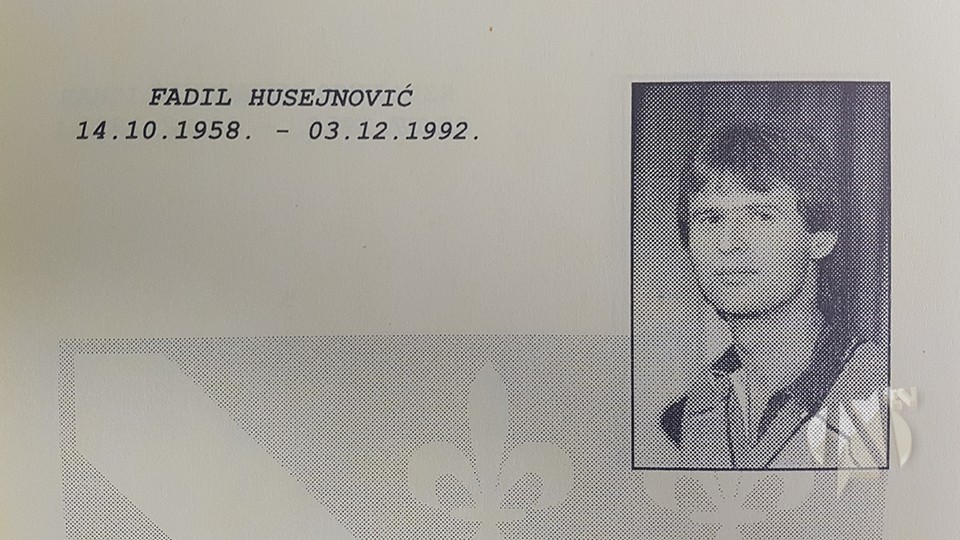 FADIL HUSEJNOVIĆ
14.10.1958. - 03.12.1992.